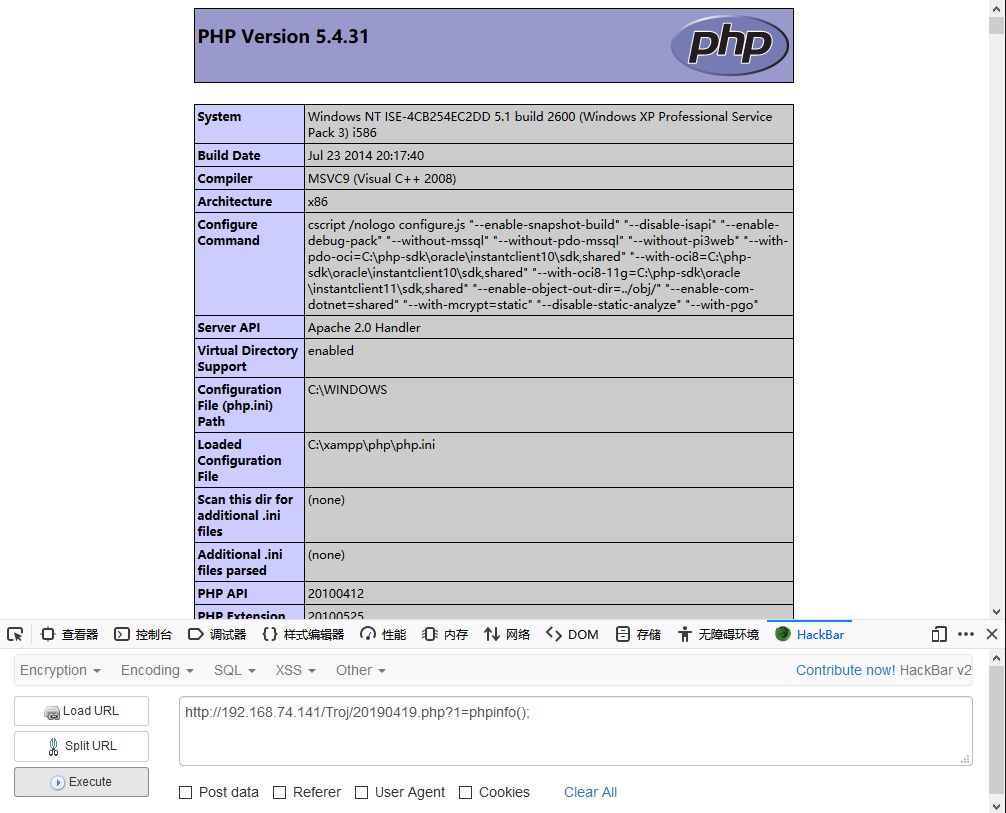 PHP Version 5.4.31
php
System
Windows NT ISE-4CB254EC2DD 5.1 build 2600 (Windows XP Professional Service
Pack 3) i586
Build Date
Jul 23 2014 20:17:40
Compiler
MSVC9 (Visual C++ 2008)
Architecture
x86
Configure
Command
cscript /nologo configure.js "--enable-snapshot-build" "--disable-isapi" "--enable-
debug-pack" "--without-mssql" "--without-pdo-mssql" "--without-pi3web" "--with-
pdo-oci=C:\php-sdk\oracle\instantclient10\sdk,shared" "--with-oci8=C:\php-
sdk\oracle\instantclient10\sdk,shared" "--with-oci8-11g=C:\php-sdk\oracle
\instantclient11\sdk,shared" "--enable-object-out-dir=../obj/" "--enable-com-
dotnet=shared" "--with-mcrypt=static" "--disable-static-analyze" "--with-pgo"
Server API
Apache 2.0 Handler
Virtual Directory
Support
enabled
Configuration
File (php.ini)
Path
C:\WINDOWS
Loaded
Configuration
File
C:\xampp\php\php.ini
Scan this dir for
additional .ini
files
(none)
Additional .ini
files parsed
(none)
PHP API
20100412
PHP Extension
20100525
查看器 控制台 调试器 样式编辑器 性能 内存 网络 DOM 存储 无障碍环境 HackBar
Encryption Encoding SQL XSS Other Contribute now! HackBar v2
Load URL
Split URL
Execute
http://192.168.74.141/Troj/20190419.php?1=phpinfo();
Post data Referer User Agent Cookies Clear All